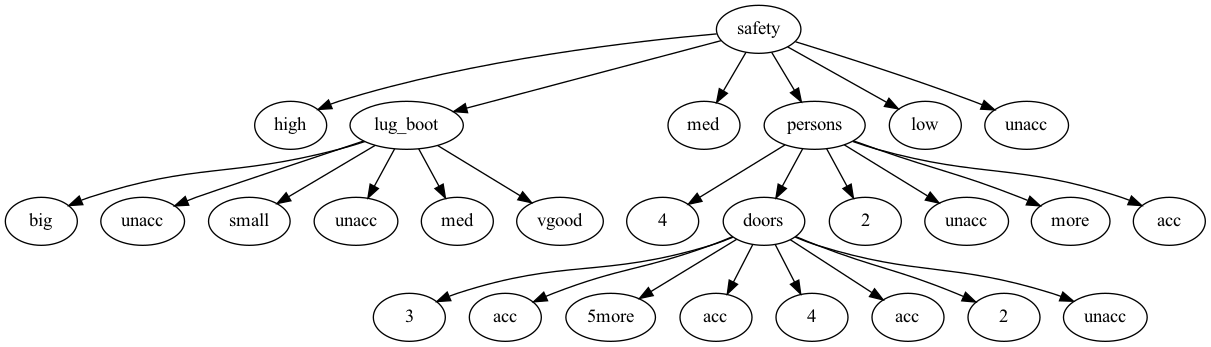 safety
high lug_boot med persons low unacc
big unacc small unacc med vgood 4 doors 2 unacc more acc
3 acc 5more acc 4 acc 2 unacc